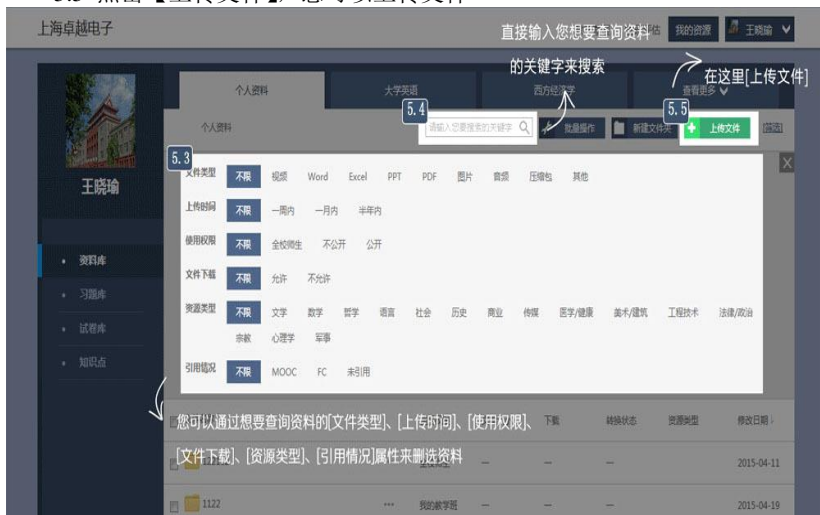 上海卓越电子
直接输入您想要查询资料
的关键字来搜索
我的资源
王晓瑜
在这里[上传文件]
个人资料
大学英语
西方经济学
查看更多
5.4
5.5
个人资料
请输入您要搜索的关键字
批量操作
新建文件夹
上传文件
[筛选]
5.3
王晓瑜
资料库
习题库
试卷库
知识点
文件类型 不限 视频 Word Excel PPT PDF 图片 音频 压缩包 其他
上传时间 不限 一周内 一月内 半年内
使用权限 不限 全校师生 不公开 公开
文件下载 不限 允许 不允许
资源类型 不限 文学 数学 哲学 语言 社会 历史 商业 传媒 医学/健康 美术/建筑 工程技术 法律/政治
宗教 心理学 军事
引用情况 不限 MOOC FC 未引用
您可以通过想要查询资料的[文件类型]、[上传时间]、[使用权限]、
[文件下载]、[资源类型]、[引用情况]属性来删选资料
下载 转换状态 资源类型 修改日期
— — — 2015-04-11
1122 ... 我的教学班 — — — 2015-04-19